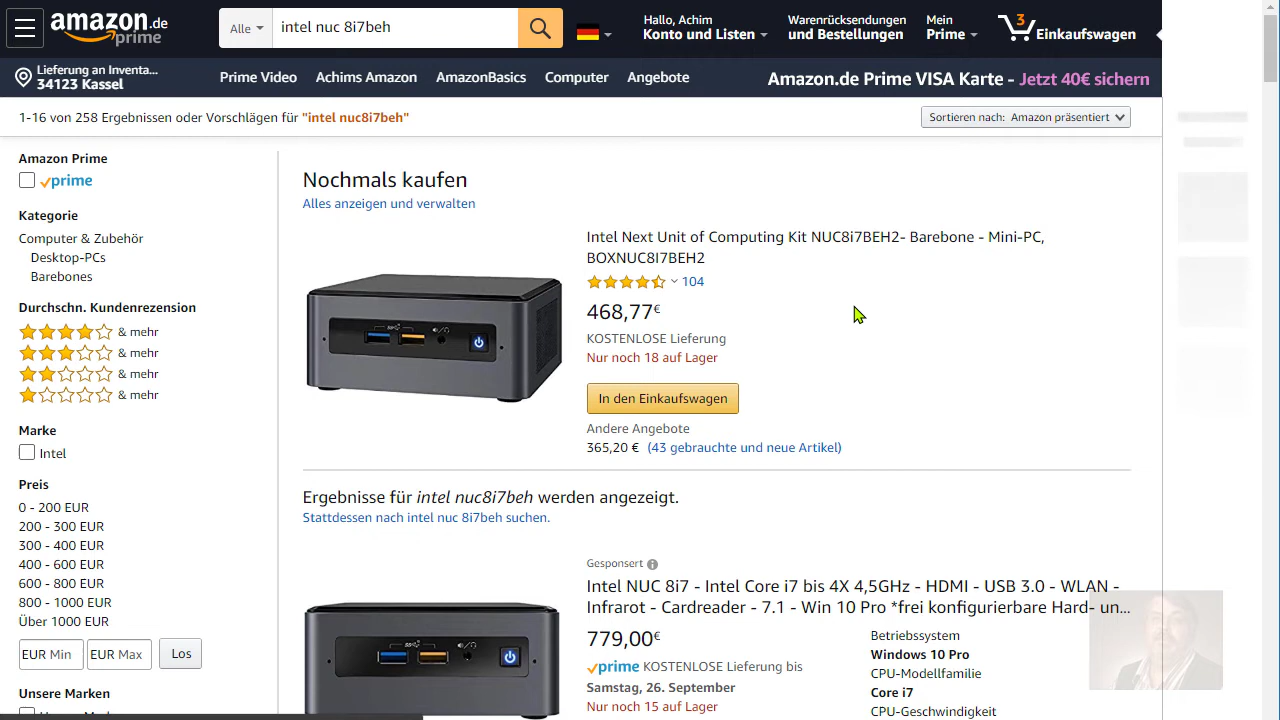 amazon.de
prime
Alle
intel nuc 8i7beh
Hallo, Achim
Konto und Listen
Warenrücksendungen
und Bestellungen
Mein
Prime
3
Einkaufswagen
Lieferung an Inventa...
34123 Kassel
Prime Video
Achims Amazon
AmazonBasics
Computer
Angebote
Amazon.de Prime VISA Karte - Jetzt 40€ sichern
1-16 von 258 Ergebnissen oder Vorschlägen für "intel nuc8i7beh"
Sortieren nach: Amazon präsentiert
Amazon Prime
prime
Kategorie
Computer & Zubehör
Desktop-PCs
Barebones
Durchschn. Kundenrezension
& mehr
& mehr
& mehr
& mehr
Marke
Intel
Preis
0 - 200 EUR
200 - 300 EUR
300 - 400 EUR
400 - 600 EUR
600 - 800 EUR
800 - 1000 EUR
Über 1000 EUR
EUR Min
EUR Max
Los
Unsere Marken
Nochmals kaufen
Alles anzeigen und verwalten
Intel Next Unit of Computing Kit NUC8i7BEH2- Barebone - Mini-PC,
BOXNUC8I7BEH2
104
468,77€
KOSTENLOSE Lieferung
Nur noch 18 auf Lager
In den Einkaufswagen
Andere Angebote
365,20 € (43 gebrauchte und neue Artikel)
Ergebnisse für intel nuc8i7beh werden angezeigt.
Stattdessen nach intel nuc 8i7beh suchen.
Gesponsert
Intel NUC 8i7 - Intel Core i7 bis 4X 4,5GHz - HDMI - USB 3.0 - WLAN -
Infrarot - Cardreader - 7.1 - Win 10 Pro *frei konfigurierbare Hard- un...
779,00€
prime KOSTENLOSE Lieferung bis
Samstag, 26. September
Nur noch 15 auf Lager
Betriebssystem
Windows 10 Pro
CPU-Modellfamilie
Core i7
CPU-Geschwindigkeit